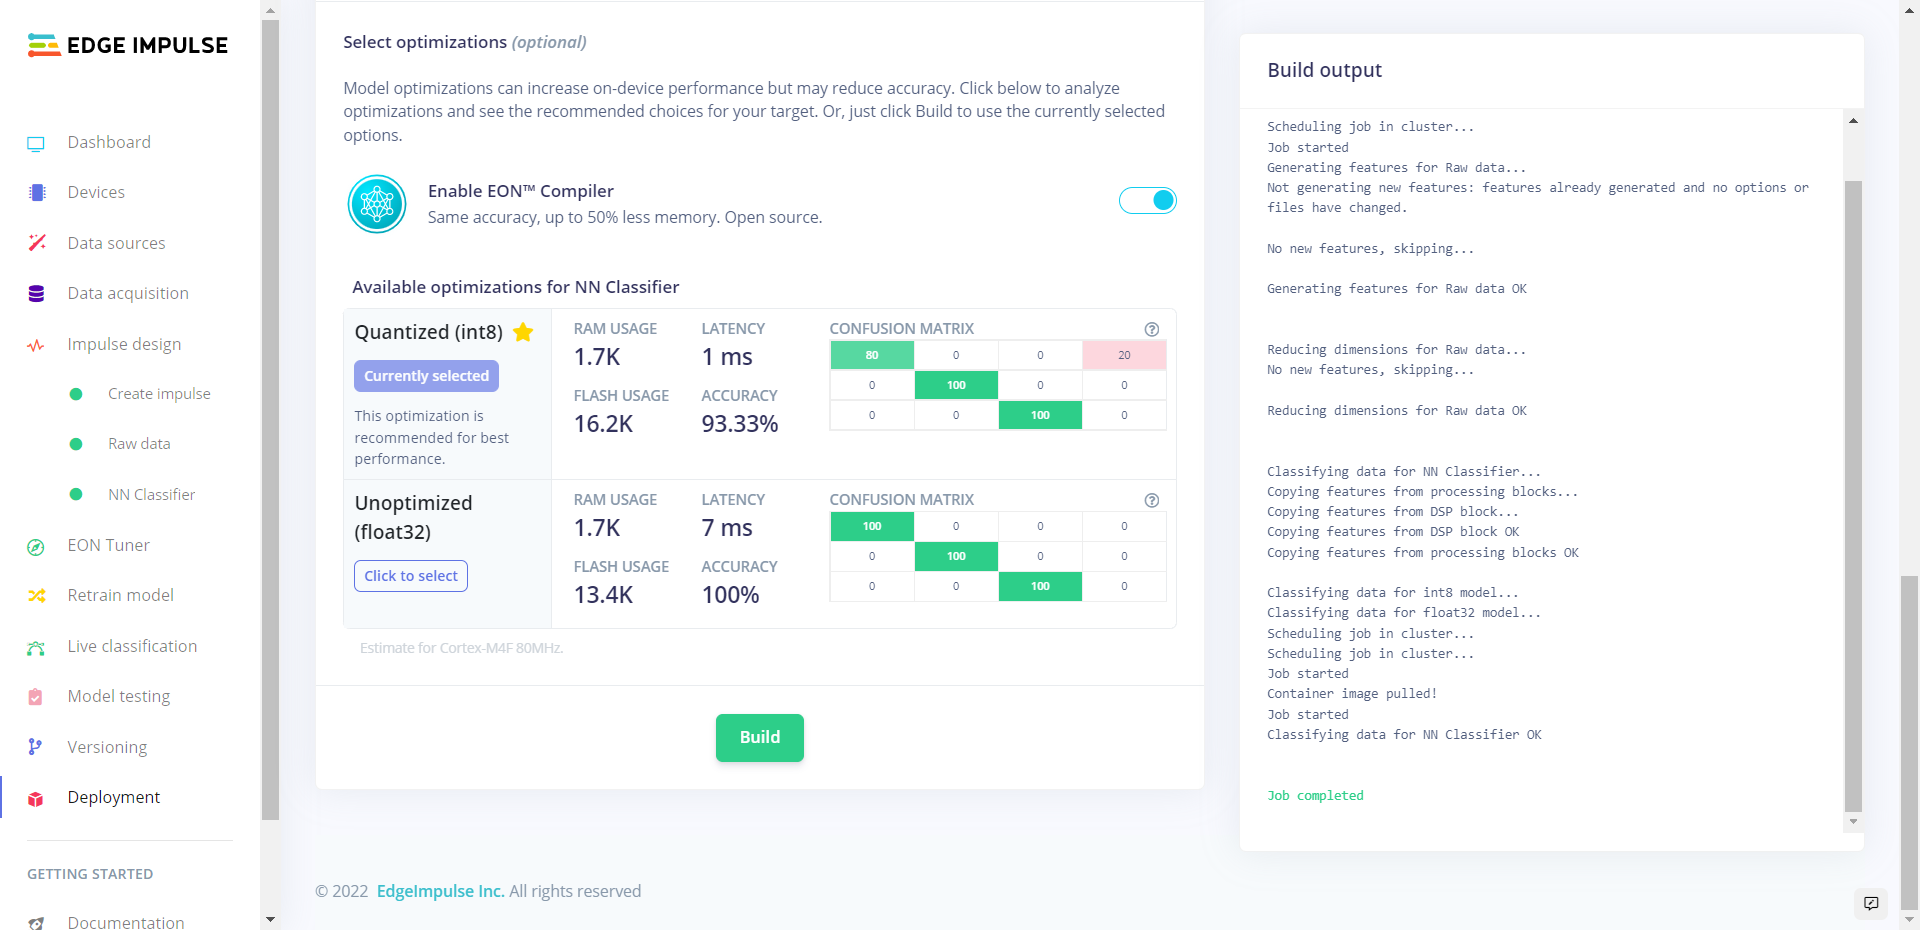 EDGE IMPULSE
Dashboard
Devices
Data sources
Data acquisition
Impulse design
Create impulse
Raw data
NN Classifier
EON Tuner
Retrain model
Live classification
Model testing
Versioning
Deployment
GETTING STARTED
Documentation
Select optimizations (optional)
Model optimizations can increase on-device performance but may reduce accuracy. Click below to analyze
optimizations and see the recommended choices for your target. Or, just click Build to use the currently selected
options.
Enable EON™ Compiler
Same accuracy, up to 50% less memory. Open source.
Available optimizations for NN Classifier
Quantized (int8)
Currently selected
This optimization is
recommended for best
performance.
RAM USAGE
1.7K
LATENCY
1 ms
FLASH USAGE
16.2K
ACCURACY
93.33%
CONFUSION MATRIX ?
80 0 0 20
0 100 0 0
0 0 100 0
Unoptimized
(float32)
Click to select
RAM USAGE
1.7K
LATENCY
7 ms
FLASH USAGE
13.4K
ACCURACY
100%
CONFUSION MATRIX ?
100 0 0 0
0 100 0 0
0 0 100 0
Estimate for Cortex-M4F 80MHz.
Build
© 2022 EdgeImpulse Inc. All rights reserved
Build output
Scheduling job in cluster...
Job started
Generating features for Raw data...
Not generating new features: features already generated and no options or
files have changed.
No new features, skipping...
Generating features for Raw data OK
Reducing dimensions for Raw data...
No new features, skipping...
Reducing dimensions for Raw data OK
Classifying data for NN Classifier...
Copying features from processing blocks...
Copying features from DSP block...
Copying features from DSP block OK
Copying features from processing blocks OK
Classifying data for int8 model...
Classifying data for float32 model...
Scheduling job in cluster...
Scheduling job in cluster...
Job started
Container image pulled!
Job started
Classifying data for NN Classifier OK
Job completed